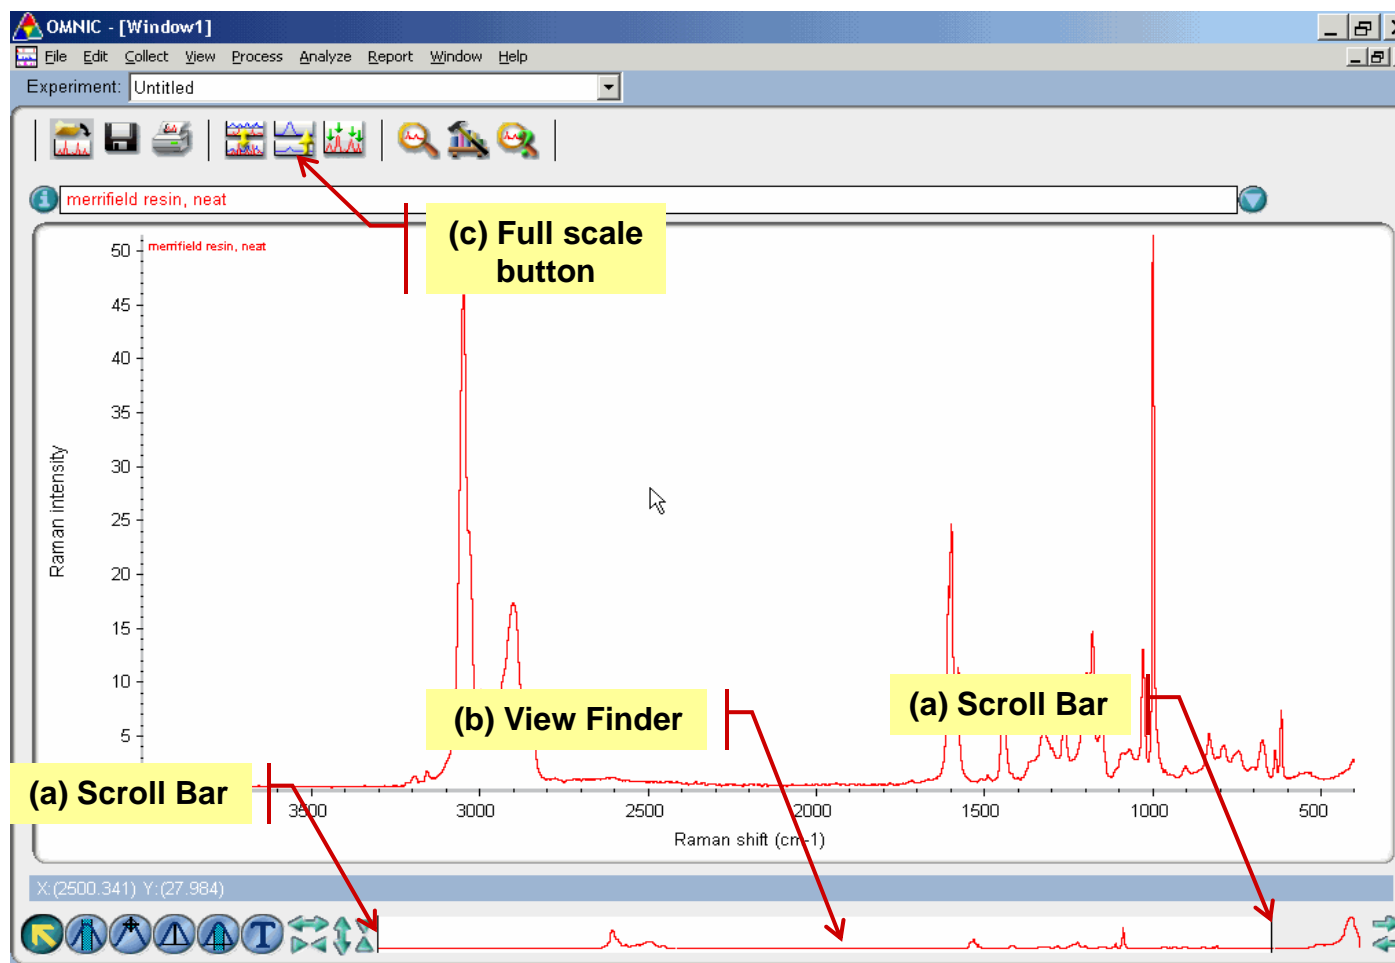 OMNIC - [Window1]
File Edit Collect View Process Analyze Report Window Help
Experiment: Untitled
merrifield resin, neat
(c) Full scale
button
merrifield resin, neat
50
45
40
35
30
25
20
15
10
5
Raman intensity
(b) View Finder
(a) Scroll Bar
(a) Scroll Bar
3500 3000 2500 2000 1500 1000 500
Raman shift (cm-1)
X:(2500.341) Y:(27.984)
T